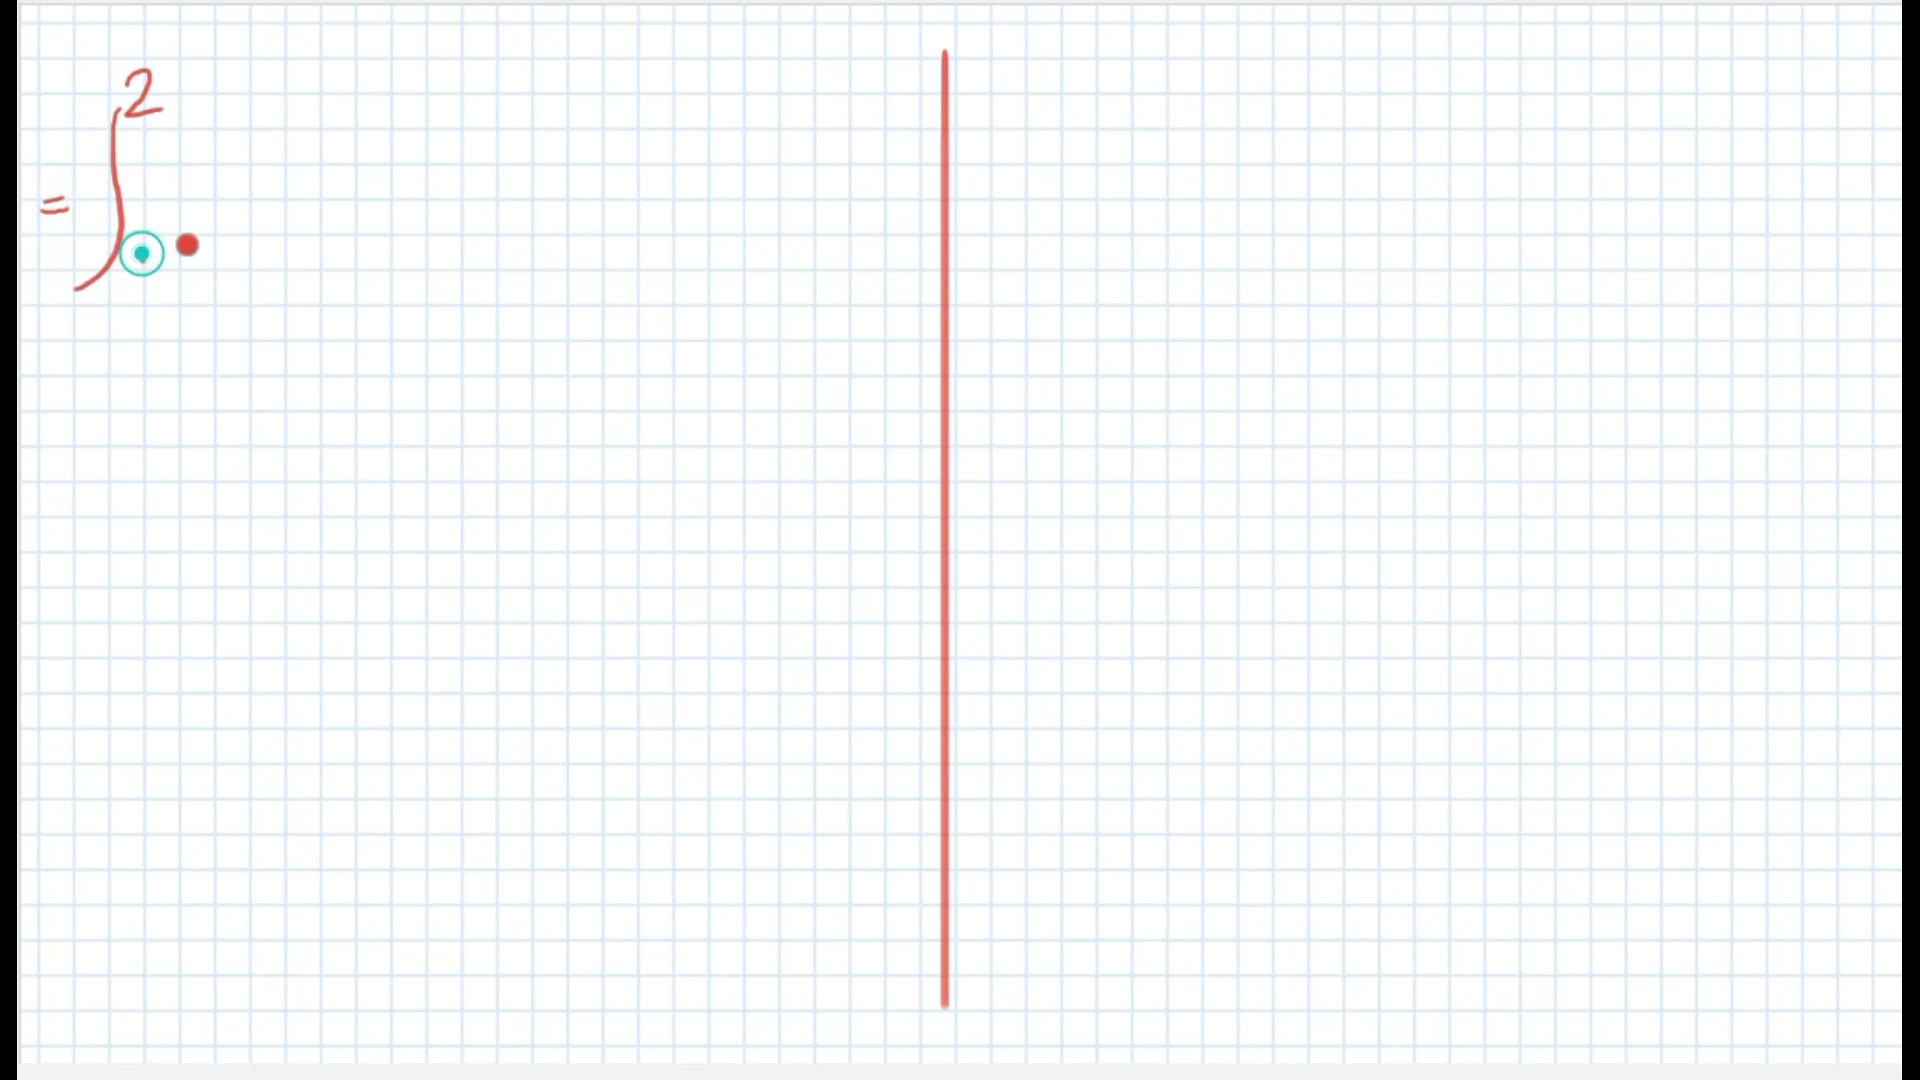 = ∫ 2